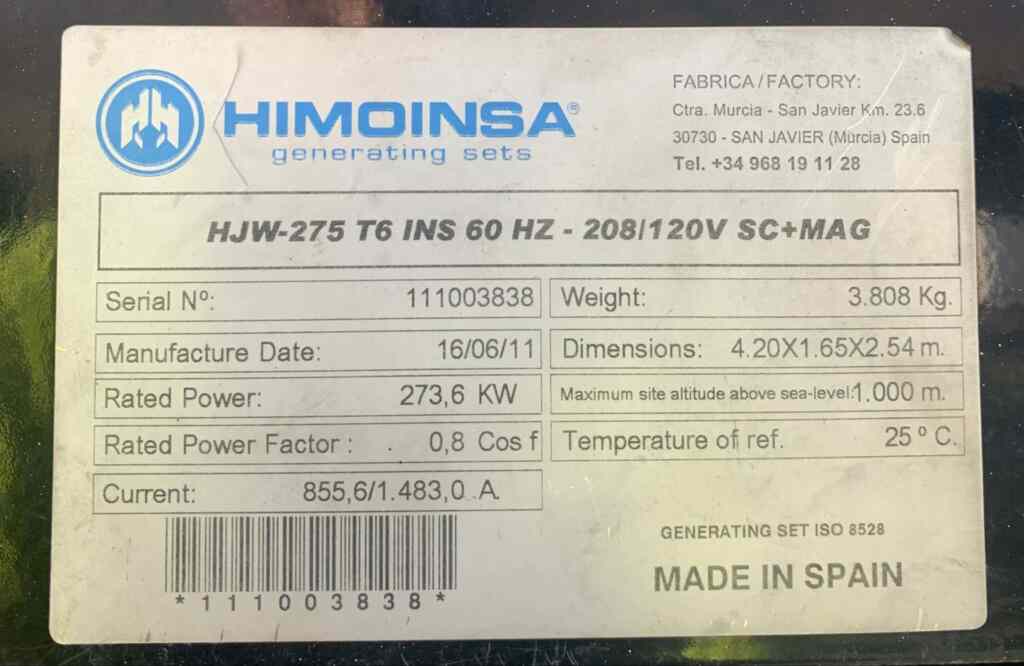 HIMOINSA®
generating sets
FABRICA/FACTORY:
Ctra. Murcia - San Javier Km. 23.6
30730 - SAN JAVIER (Murcia) Spain
Tel. +34 968 19 11 28
HJW-275 T6 INS 60 HZ - 208/120V SC+MAG
Serial Nº: 111003838
Weight: 3.808 Kg.
Manufacture Date: 16/06/11
Dimensions: 4.20X1.65X2.54 m.
Rated Power: 273,6 KW
Maximum site altitude above sea-level:1.000 m.
Rated Power Factor : 0,8 Cos f
Temperature of ref. 25 º C.
Current: 855,6/1.483,0 A.
*111003838*
GENERATING SET ISO 8528
MADE IN SPAIN